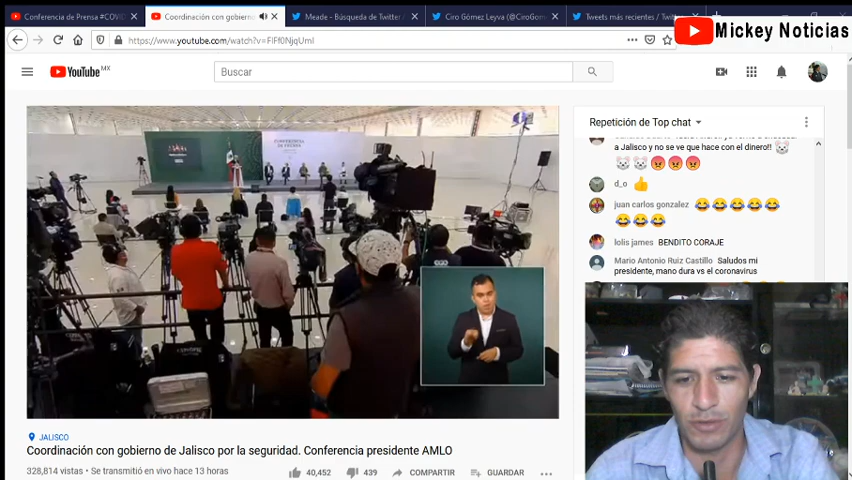 Conferencia de Prensa #COVI
Coordinación con gobierno
Meade - Búsqueda de Twitter /
Ciro Gómez Leyva (@CiroGom
Tweets más recientes / Twitt
Mickey Noticias
https://www.youtube.com/watch?v=FIFf0NjqUmI
YouTube MX
Buscar
CONFERENCIA
DE PRENSA
Repetición de Top chat
a Jalisco y no se ve que hace con el dinero!!
d_o
juan carlos gonzalez
lolis james BENDITO CORAJE
Mario Antonio Ruiz Castillo Saludos mi
presidente, mano dura vs el coronavirus
JALISCO
Coordinación con gobierno de Jalisco por la seguridad. Conferencia presidente AMLO
328,814 vistas • Se transmitió en vivo hace 13 horas
40,452
439
COMPARTIR
GUARDAR